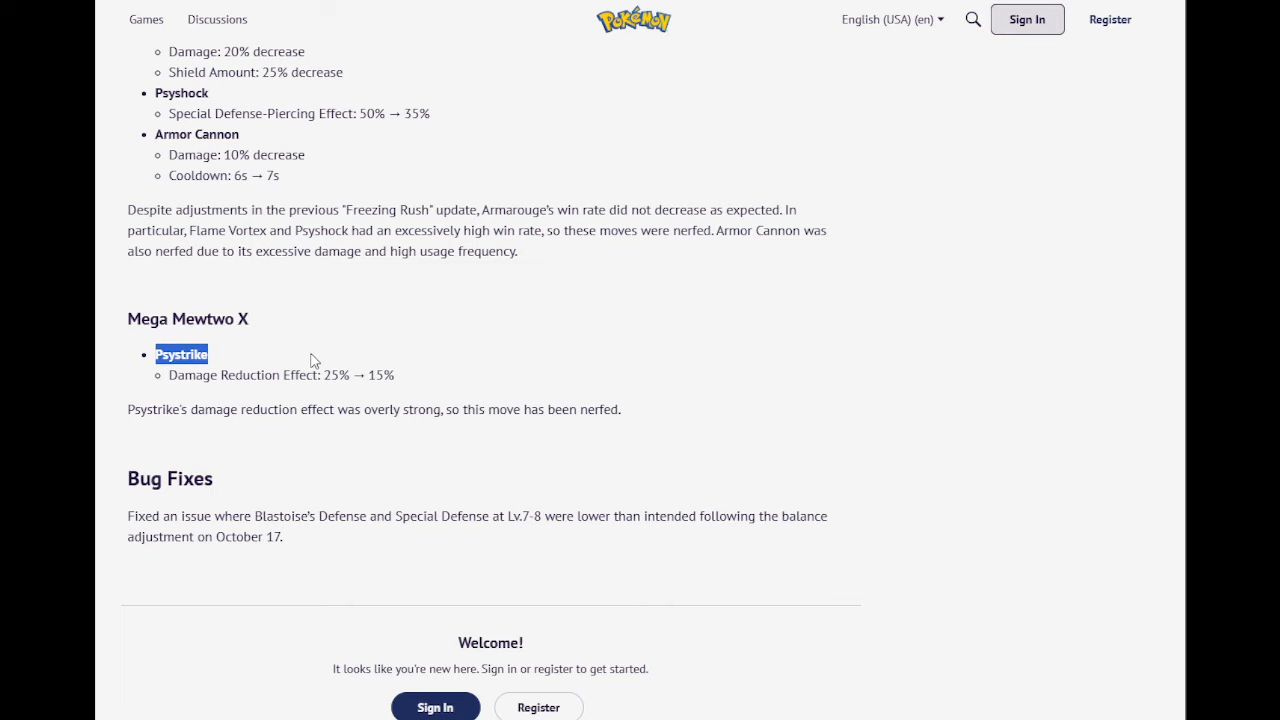 Games Discussions Pokémon English (USA) (en) Sign In Register
Damage: 20% decrease
Shield Amount: 25% decrease
Psyshock
Special Defense-Piercing Effect: 50% → 35%
Armor Cannon
Damage: 10% decrease
Cooldown: 6s → 7s
Despite adjustments in the previous "Freezing Rush" update, Armarouge's win rate did not decrease as expected. In
particular, Flame Vortex and Psyshock had an excessively high win rate, so these moves were nerfed. Armor Cannon was
also nerfed due to its excessive damage and high usage frequency.
Mega Mewtwo X
Psystrike
Damage Reduction Effect: 25% → 15%
Psystrike's damage reduction effect was overly strong, so this move has been nerfed.
Bug Fixes
Fixed an issue where Blastoise's Defense and Special Defense at Lv.7-8 were lower than intended following the balance
adjustment on October 17.
Welcome!
It looks like you're new here. Sign in or register to get started.
Sign In Register